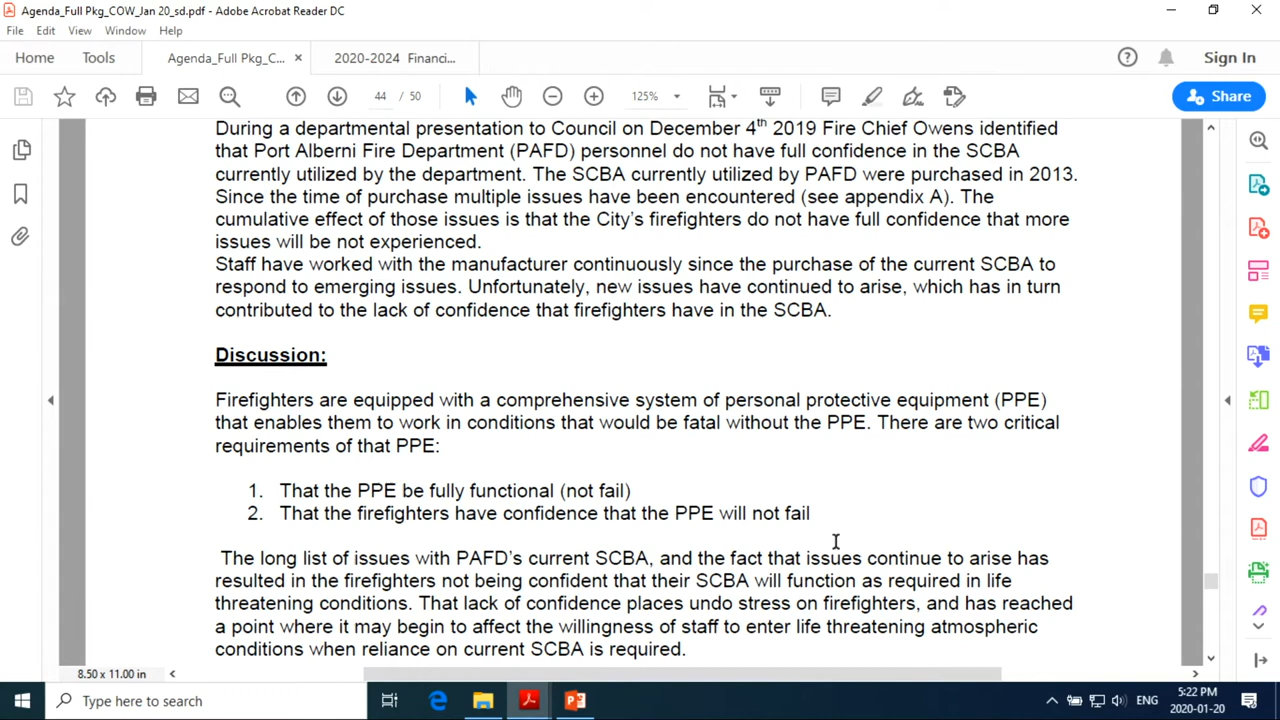 Agenda_Full Pkg_COW_Jan 20_sd.pdf - Adobe Acrobat Reader DC
File Edit View Window Help
Home Tools Agenda_Full Pkg_C... × 2020-2024 Financi... ? Sign In
44 / 50 125% Share
During a departmental presentation to Council on December 4th 2019 Fire Chief Owens identified
that Port Alberni Fire Department (PAFD) personnel do not have full confidence in the SCBA
currently utilized by the department. The SCBA currently utilized by PAFD were purchased in 2013.
Since the time of purchase multiple issues have been encountered (see appendix A). The
cumulative effect of those issues is that the City's firefighters do not have full confidence that more
issues will be not experienced.
Staff have worked with the manufacturer continuously since the purchase of the current SCBA to
respond to emerging issues. Unfortunately, new issues have continued to arise, which has in turn
contributed to the lack of confidence that firefighters have in the SCBA.
Discussion:
Firefighters are equipped with a comprehensive system of personal protective equipment (PPE)
that enables them to work in conditions that would be fatal without the PPE. There are two critical
requirements of that PPE:
1. That the PPE be fully functional (not fail)
2. That the firefighters have confidence that the PPE will not fail
The long list of issues with PAFD's current SCBA, and the fact that issues continue to arise has
resulted in the firefighters not being confident that their SCBA will function as required in life
threatening conditions. That lack of confidence places undo stress on firefighters, and has reached
a point where it may begin to affect the willingness of staff to enter life threatening atmospheric
conditions when reliance on current SCBA is required.
8.50 x 11.00 in
Type here to search ENG 5:22 PM
2020-01-20